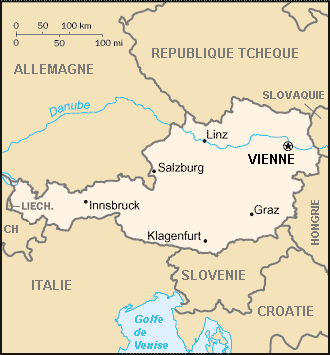 0 50 100 km
0 50 100 mi
REPUBLIQUE TCHEQUE
ALLEMAGNE
SLOVAQUIE
Danube
Linz
VIENNE
Salzburg
LIECH.
Innsbruck
Graz
HONGRIE
CH
Klagenfurt
SLOVENIE
ITALIE
CROATIE
Golfe
de
Venise